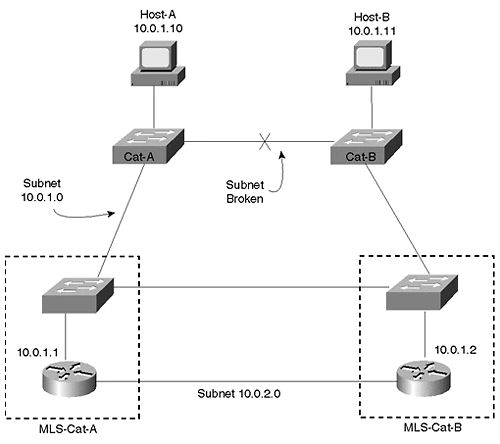 Host-A
10.0.1.10
Host-B
10.0.1.11
Cat-A
Cat-B
Subnet
10.0.1.0
Subnet
Broken
10.0.1.1
10.0.1.2
Subnet 10.0.2.0
MLS-Cat-A
MLS-Cat-B